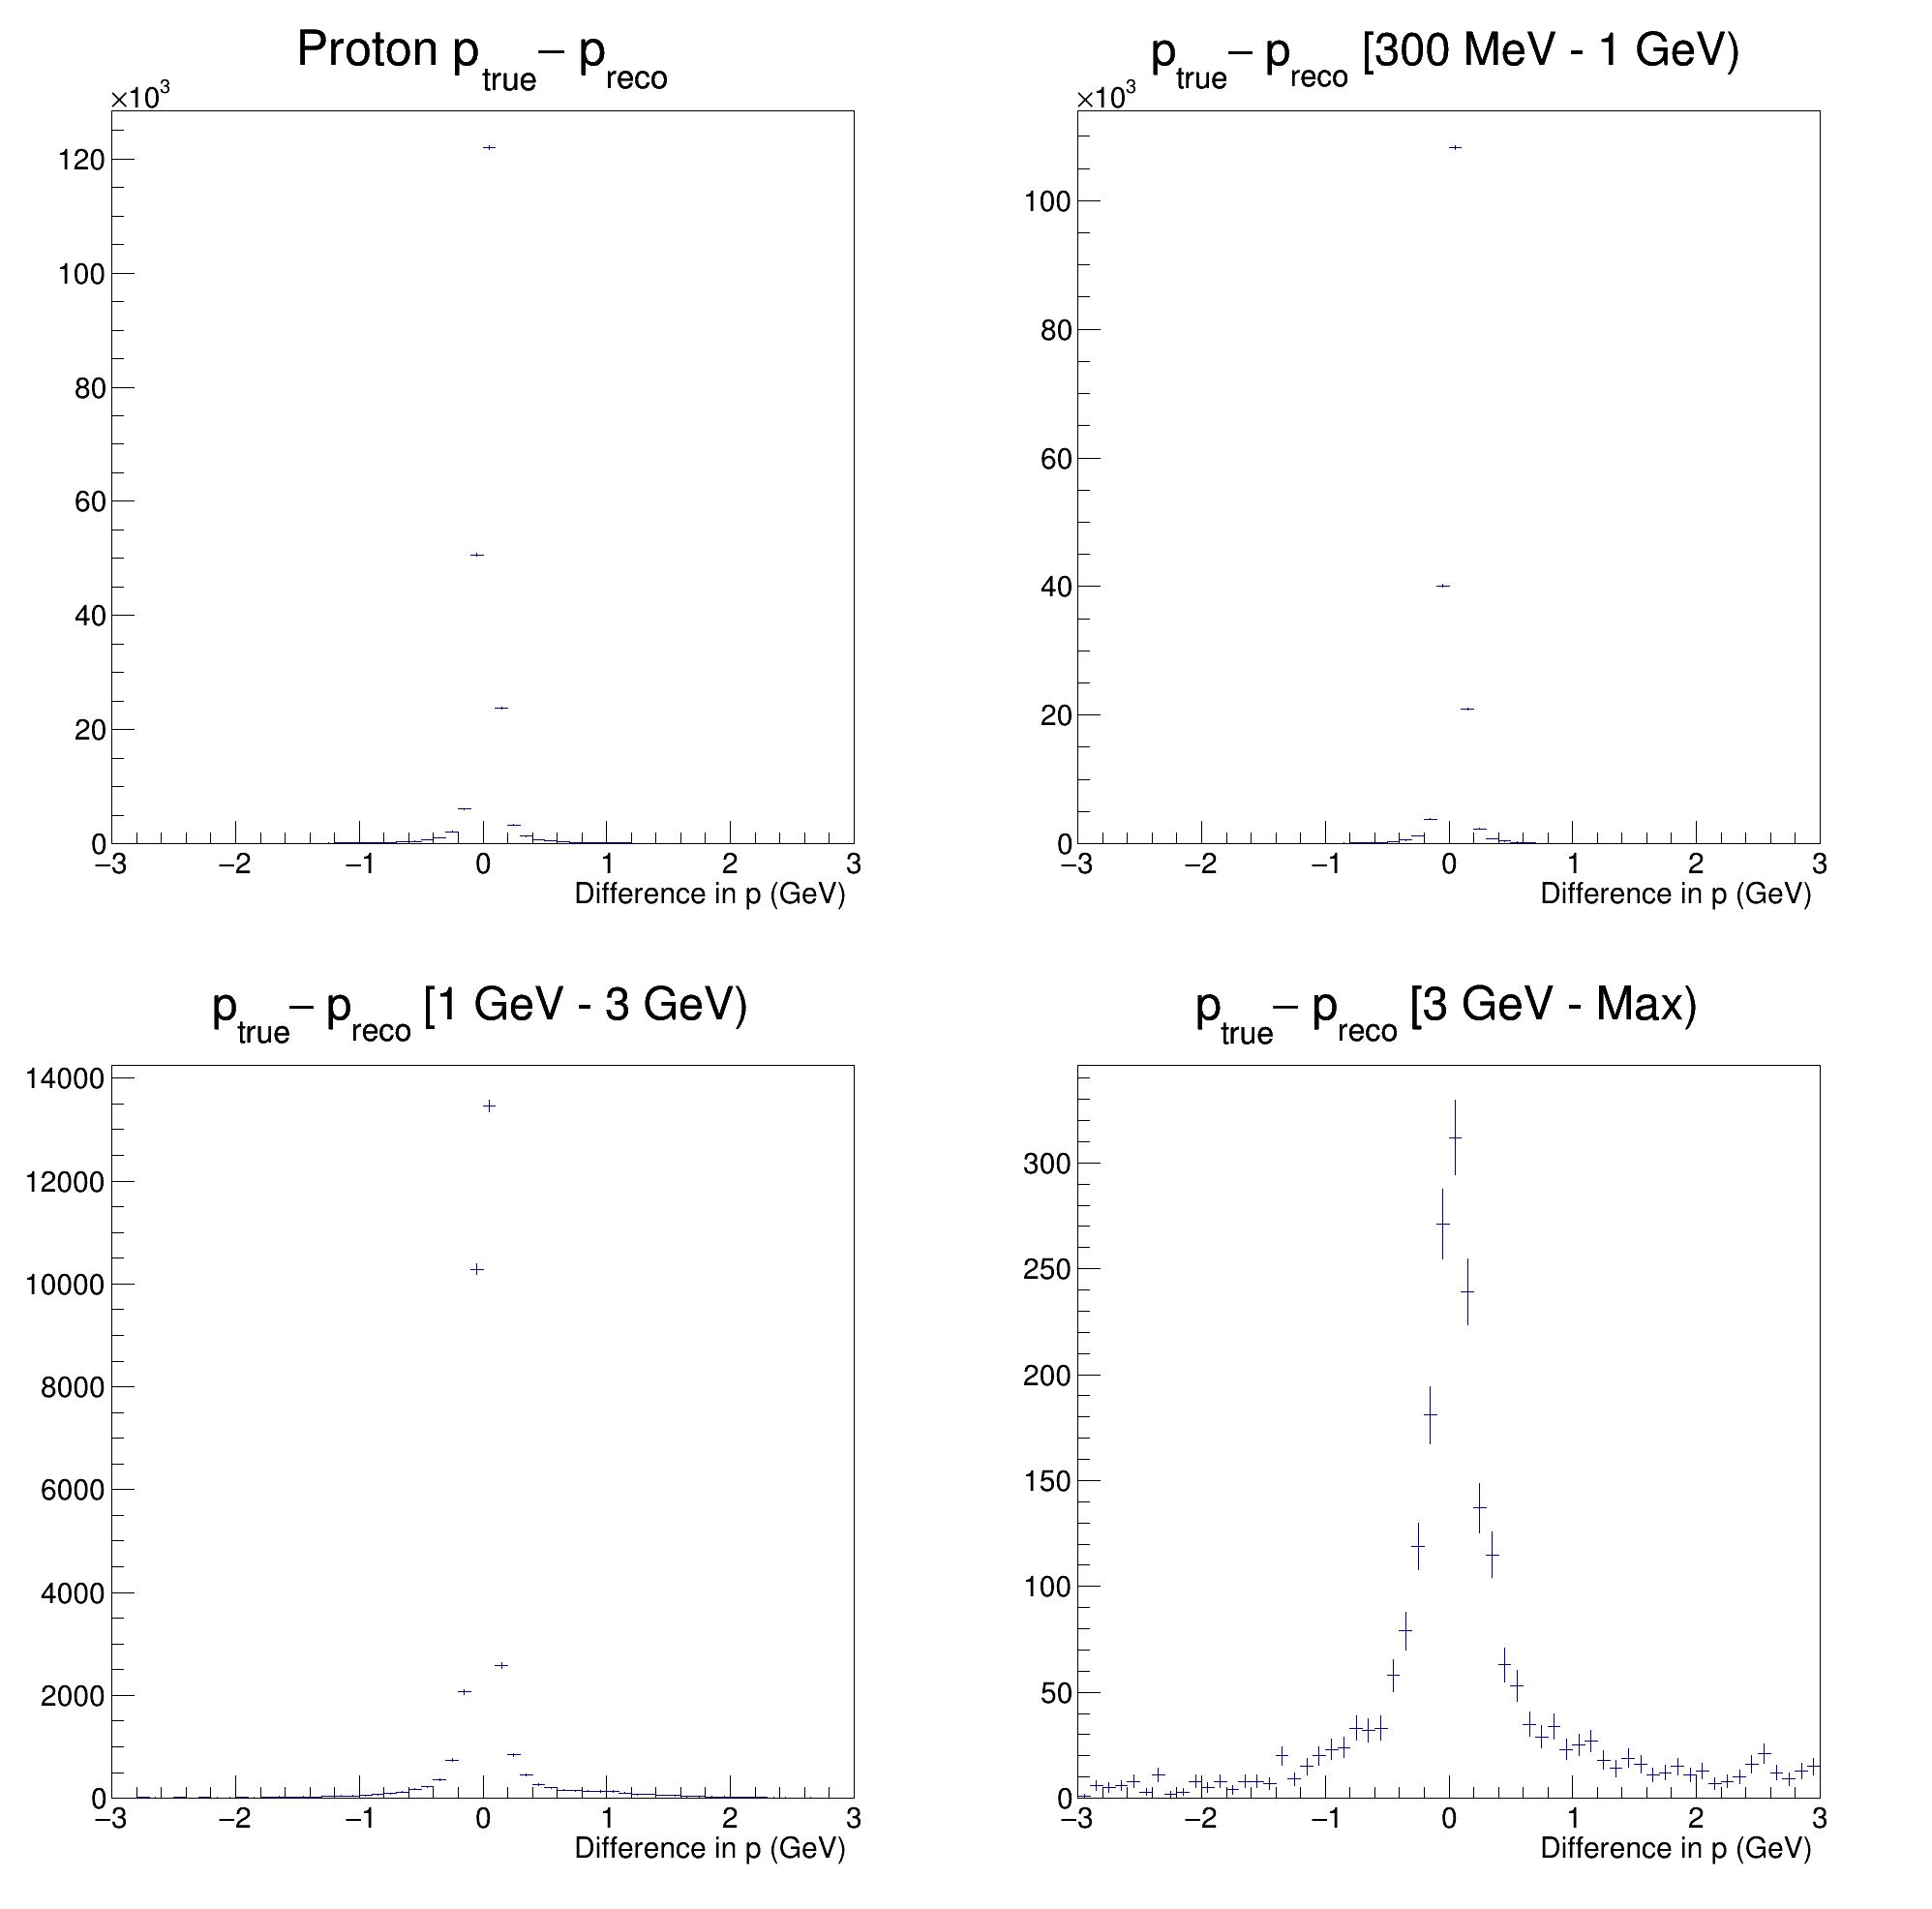 Proton p_true − p_reco
×10³
120
100
80
60
40
20
0
−3 −2 −1 0 1 2 3
Difference in p (GeV)
p_true − p_reco [300 MeV - 1 GeV)
×10³
100
80
60
40
20
0
−3 −2 −1 0 1 2 3
Difference in p (GeV)
p_true − p_reco [1 GeV - 3 GeV)
14000
12000
10000
8000
6000
4000
2000
0
−3 −2 −1 0 1 2 3
Difference in p (GeV)
p_true − p_reco [3 GeV - Max)
300
250
200
150
100
50
0
−3 −2 −1 0 1 2 3
Difference in p (GeV)